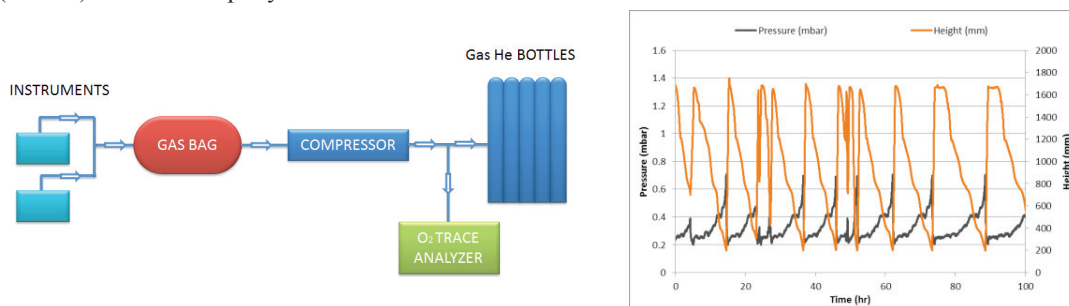 Gas He BOTTLES
INSTRUMENTS
GAS BAG
COMPRESSOR
O₂ TRACE
ANALYZER
Pressure (mbar)
Height (mm)
1.6
1.4
1.2
1
0.8
0.6
0.4
0.2
0
Pressure (mbar)
2000
1800
1600
1400
1200
1000
800
600
400
200
0
Height (mm)
0 20 40 60 80 100
Time (hr)